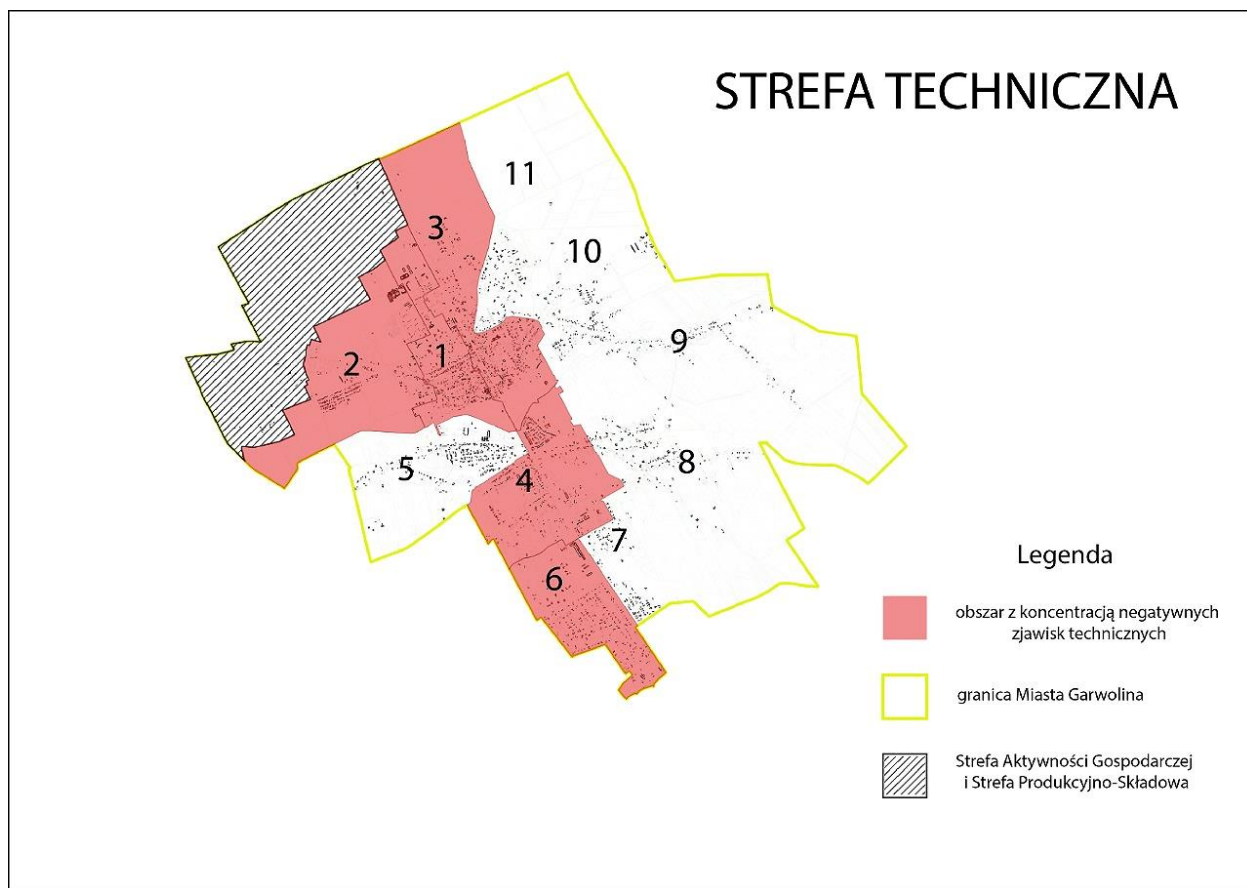 STREFA TECHNICZNA
11
3
10
9
1
2
8
5
4
7
6
Legenda
obszar z koncentracją negatywnych
zjawisk technicznych
granica Miasta Garwolina
Strefa Aktywności Gospodarczej
i Strefa Produkcyjno-Składowa